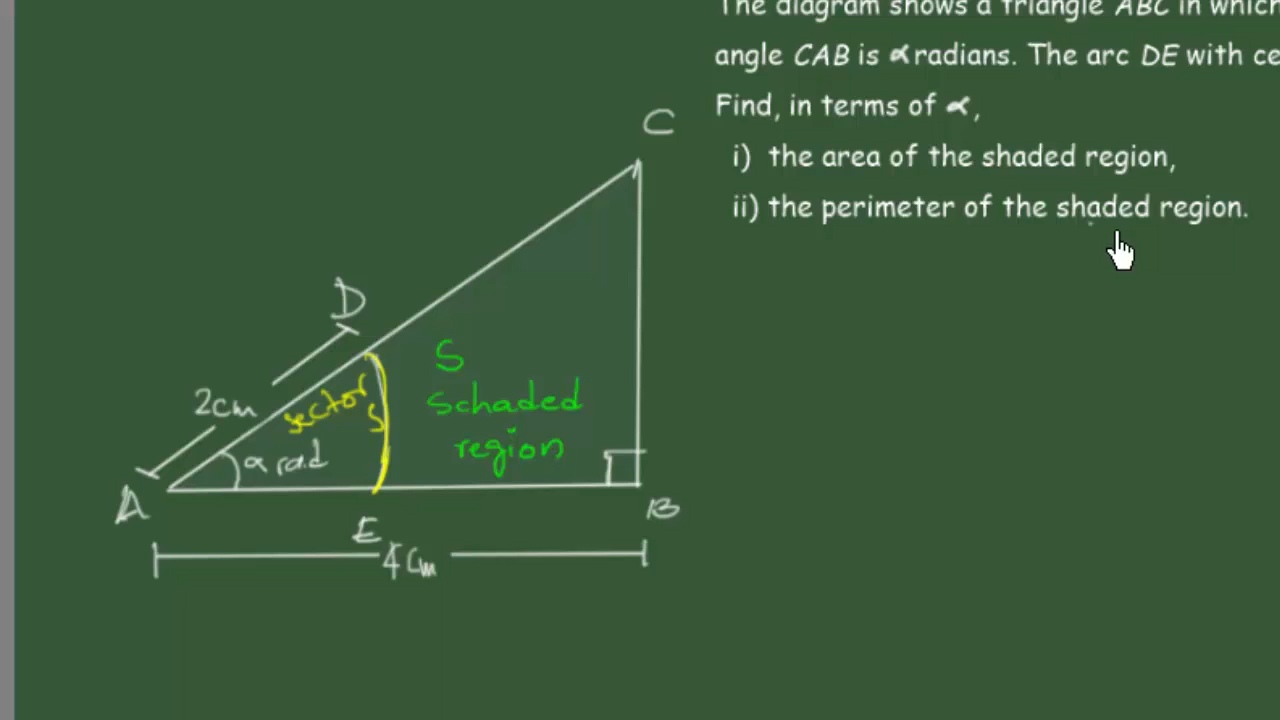 The diagram shows a triangle ABC in which
angle CAB is α radians. The arc DE with ce
Find, in terms of α,
i) the area of the shaded region,
ii) the perimeter of the shaded region.
C
D
2cm
sector
S
S
Schaded
region
α rad
A
E
B
4cm